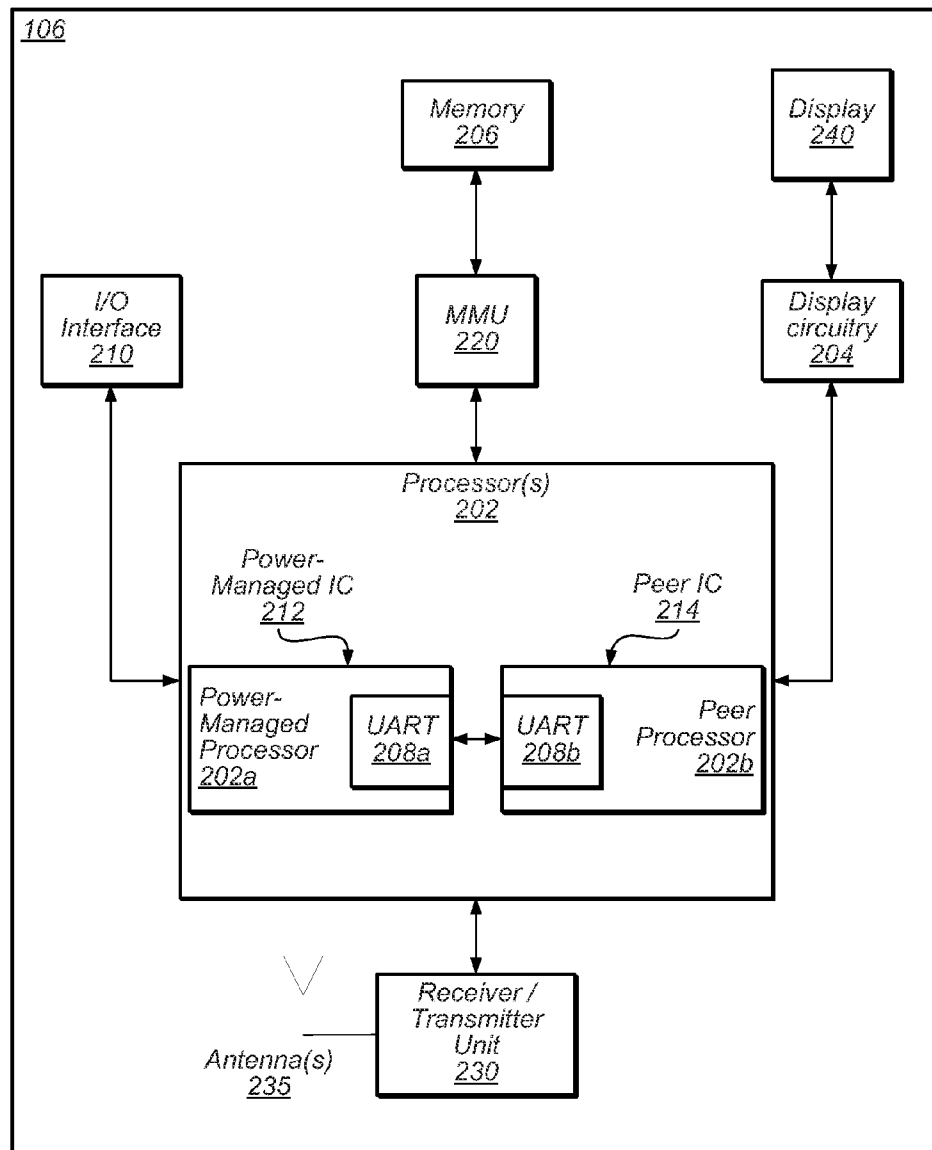 106
Memory
206
Display
240
I/O
Interface
210
MMU
220
Display
circuitry
204
Processor(s)
202
Power-
Managed IC
212
Peer IC
214
Power-
Managed
Processor
202a
UART
208a
UART
208b
Peer
Processor
202b
Receiver /
Transmitter
Unit
230
Antenna(s)
235